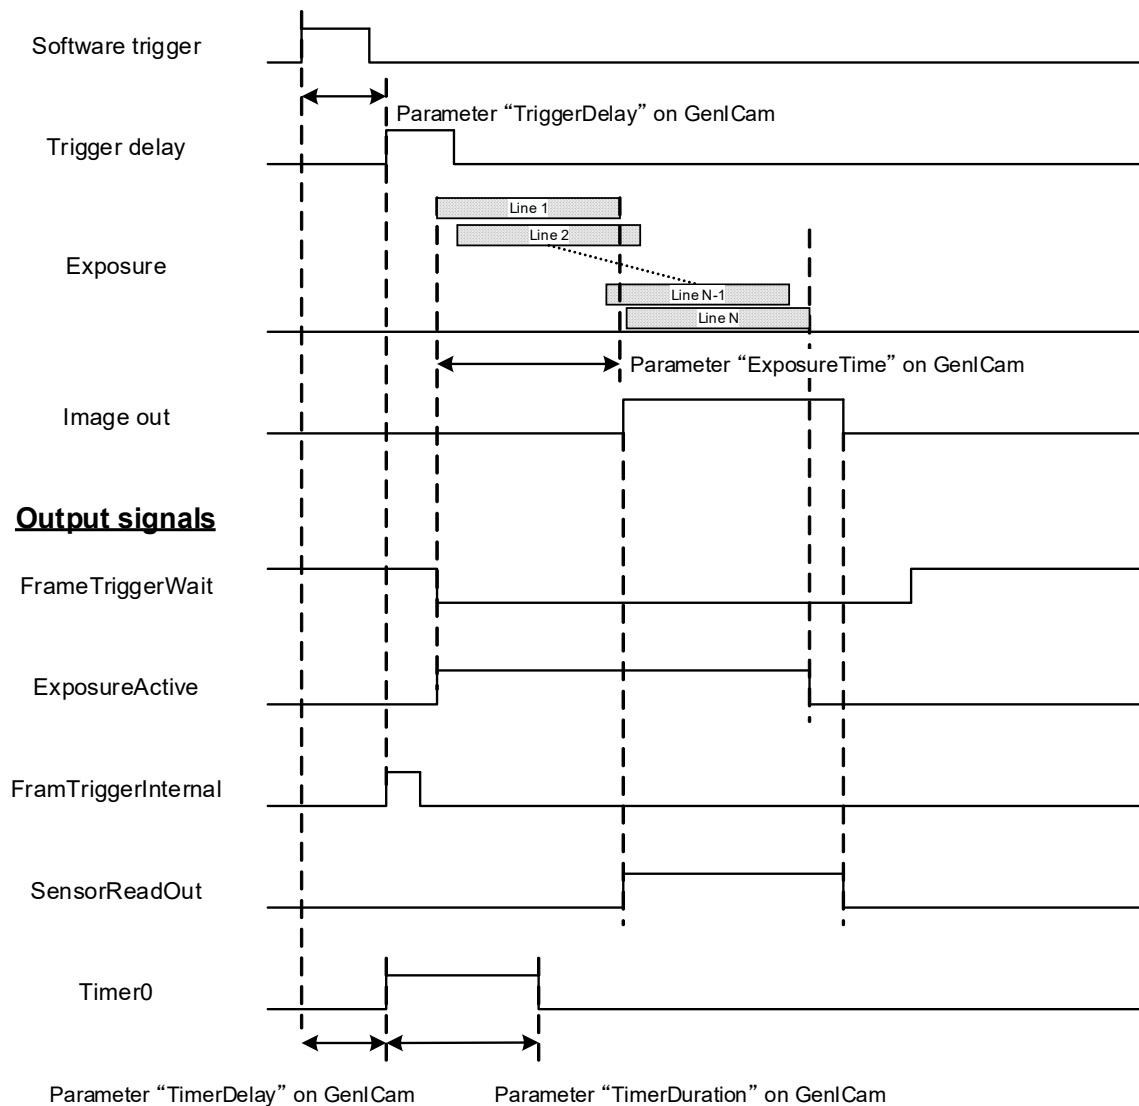 Software trigger
Parameter “TriggerDelay” on GenICam
Trigger delay
Line 1
Line 2
Exposure
Line N-1
Line N
Parameter “ExposureTime” on GenICam
Image out
Output signals
FrameTriggerWait
ExposureActive
FramTriggerInternal
SensorReadOut
Timer0
Parameter “TimerDelay” on GenICam
Parameter “TimerDuration” on GenICam